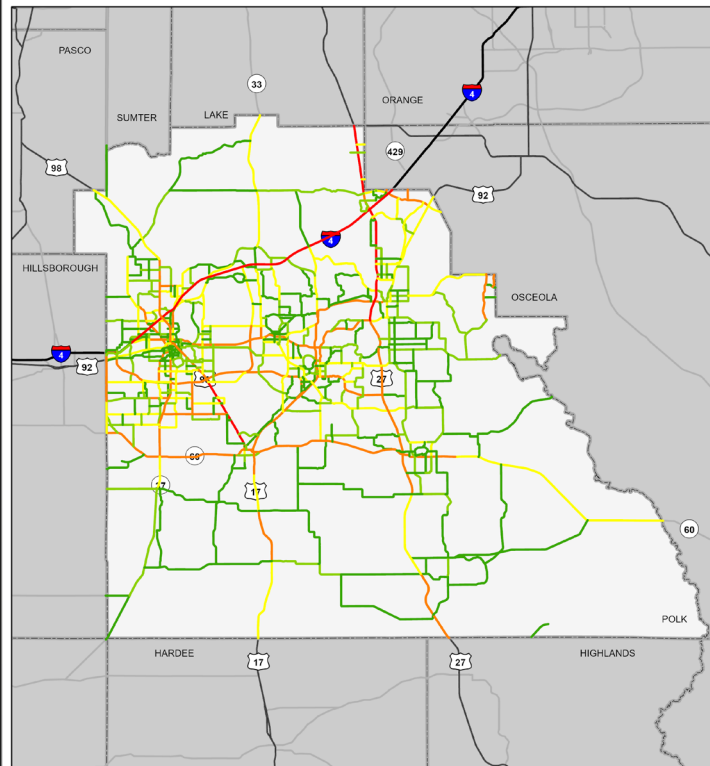 PASCO
33
4
ORANGE
SUMTER
LAKE
429
98
92
4
HILLSBOROUGH
OSCEOLA
4
92
27
17
17
60
POLK
HARDEE
17
27
HIGHLANDS